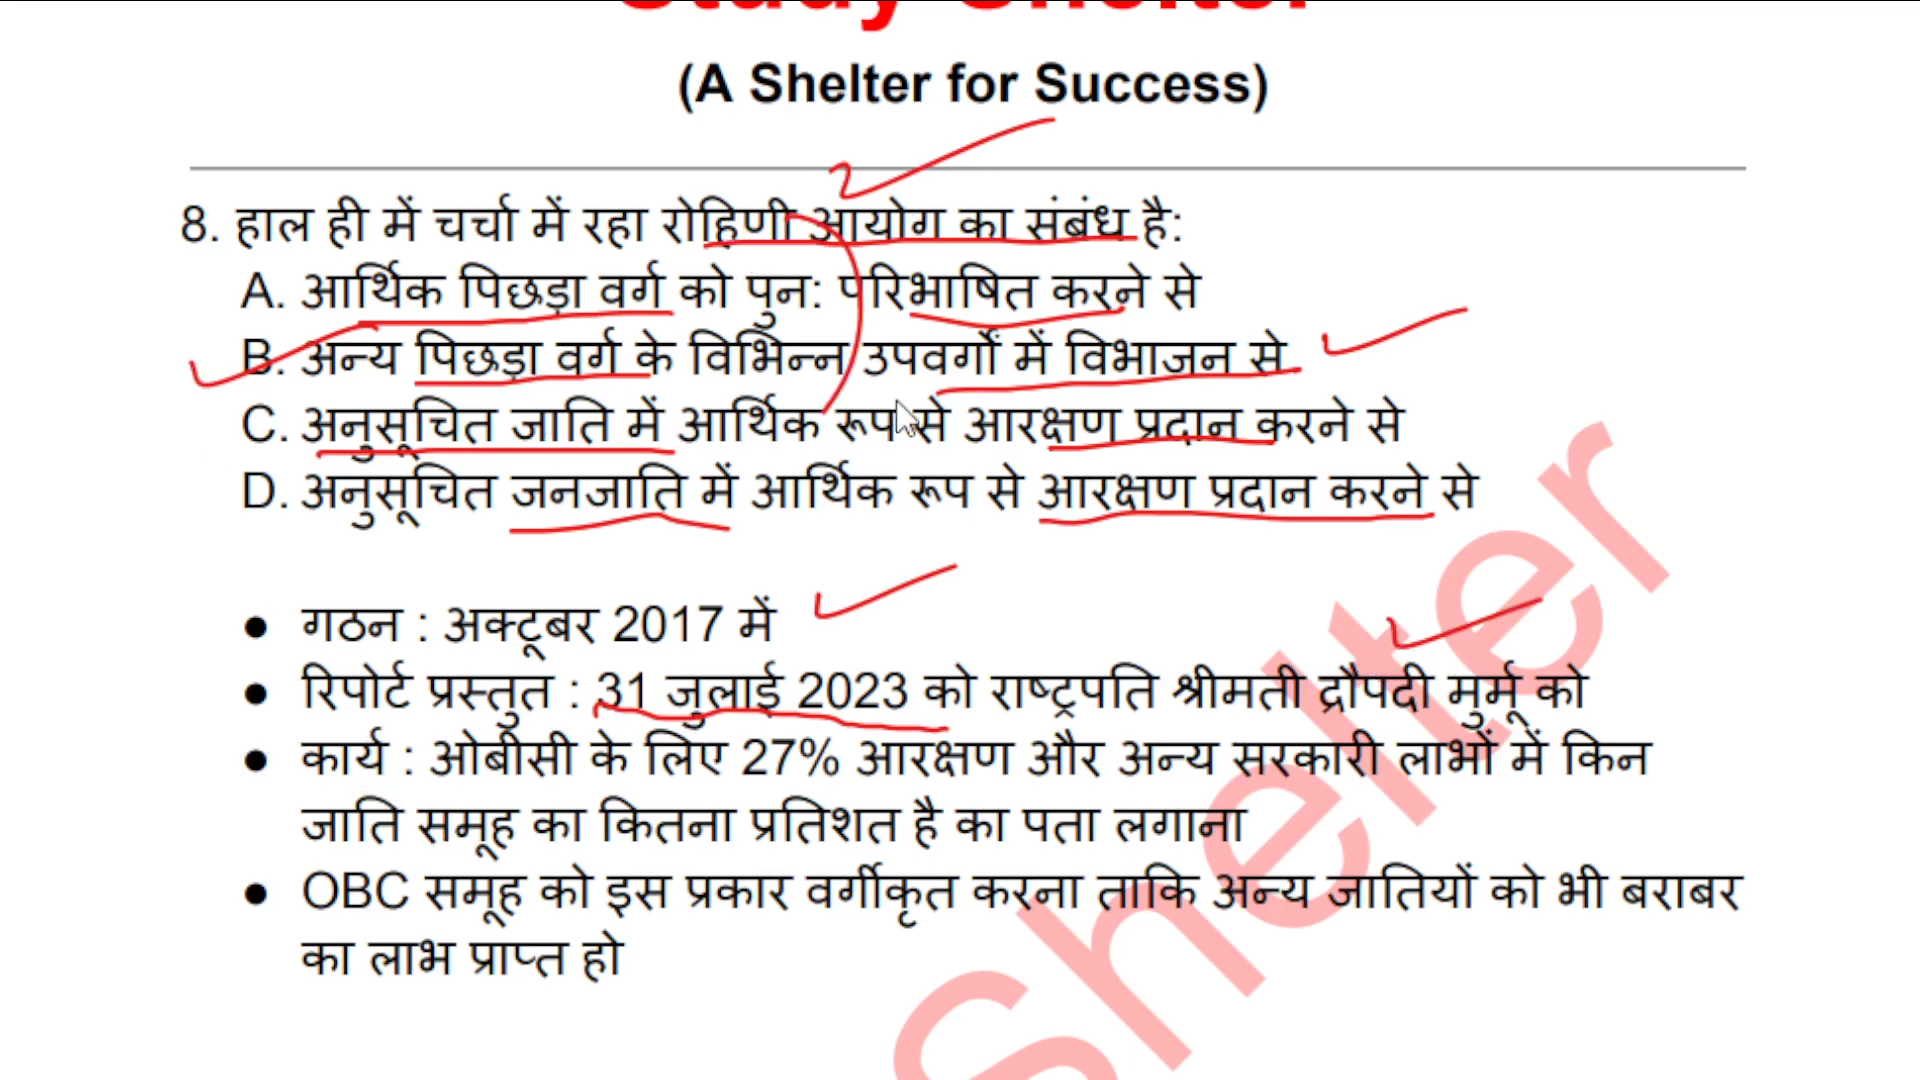 Study Shelter
(A Shelter for Success)
8. हाल ही में चर्चा में रहा रोहिणी आयोग का संबंध है:
A. आर्थिक पिछड़ा वर्ग को पुन: परिभाषित करने से
B. अन्य पिछड़ा वर्ग के विभिन्न उपवर्गों में विभाजन से
C. अनुसूचित जाति में आर्थिक रूप से आरक्षण प्रदान करने से
D. अनुसूचित जनजाति में आर्थिक रूप से आरक्षण प्रदान करने से
● गठन : अक्टूबर 2017 में
● रिपोर्ट प्रस्तुत : 31 जुलाई 2023 को राष्ट्रपति श्रीमती द्रौपदी मुर्मू को
● कार्य : ओबीसी के लिए 27% आरक्षण और अन्य सरकारी लाभों में किन
जाति समूह का कितना प्रतिशत है का पता लगाना
● OBC समूह को इस प्रकार वर्गीकृत करना ताकि अन्य जातियों को भी बराबर
का लाभ प्राप्त हो
Shelter